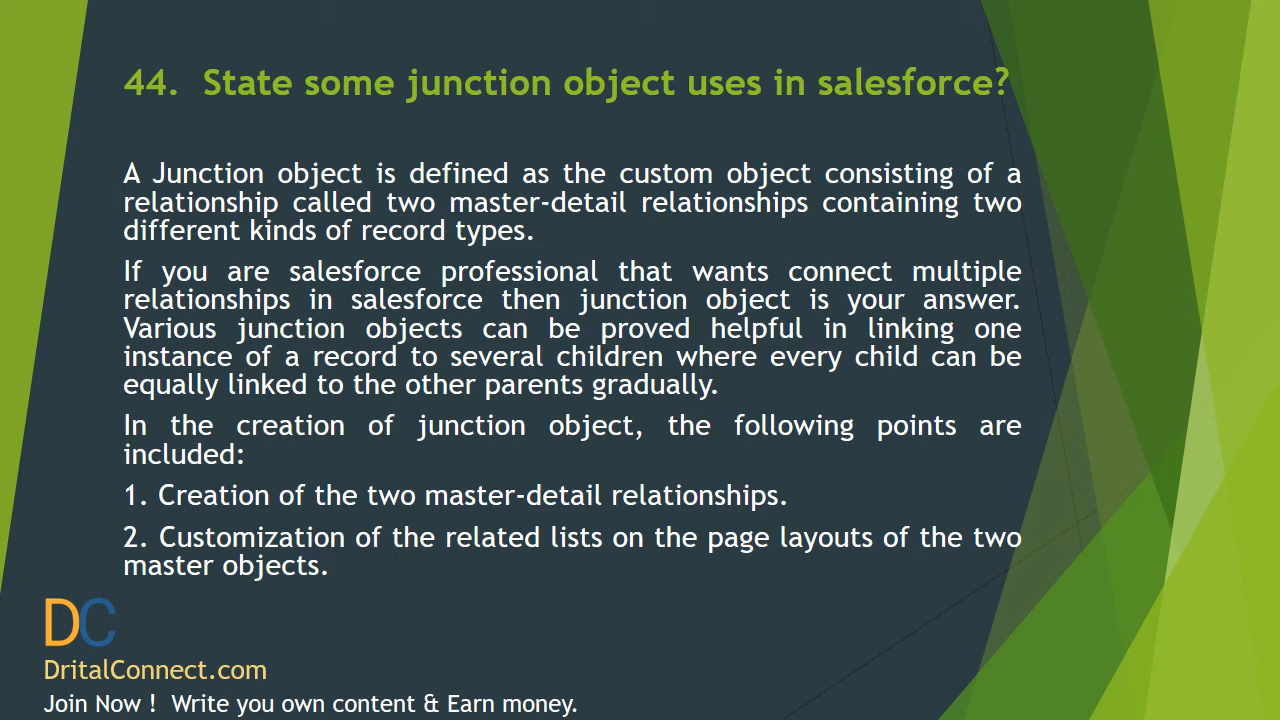 44. State some junction object uses in salesforce?
A Junction object is defined as the custom object consisting of a
relationship called two master-detail relationships containing two
different kinds of record types.
If you are salesforce professional that wants connect multiple
relationships in salesforce then junction object is your answer.
Various junction objects can be proved helpful in linking one
instance of a record to several children where every child can be
equally linked to the other parents gradually.
In the creation of junction object, the following points are
included:
1. Creation of the two master-detail relationships.
2. Customization of the related lists on the page layouts of the two
master objects.
DC
DritalConnect.com
Join Now ! Write you own content & Earn money.